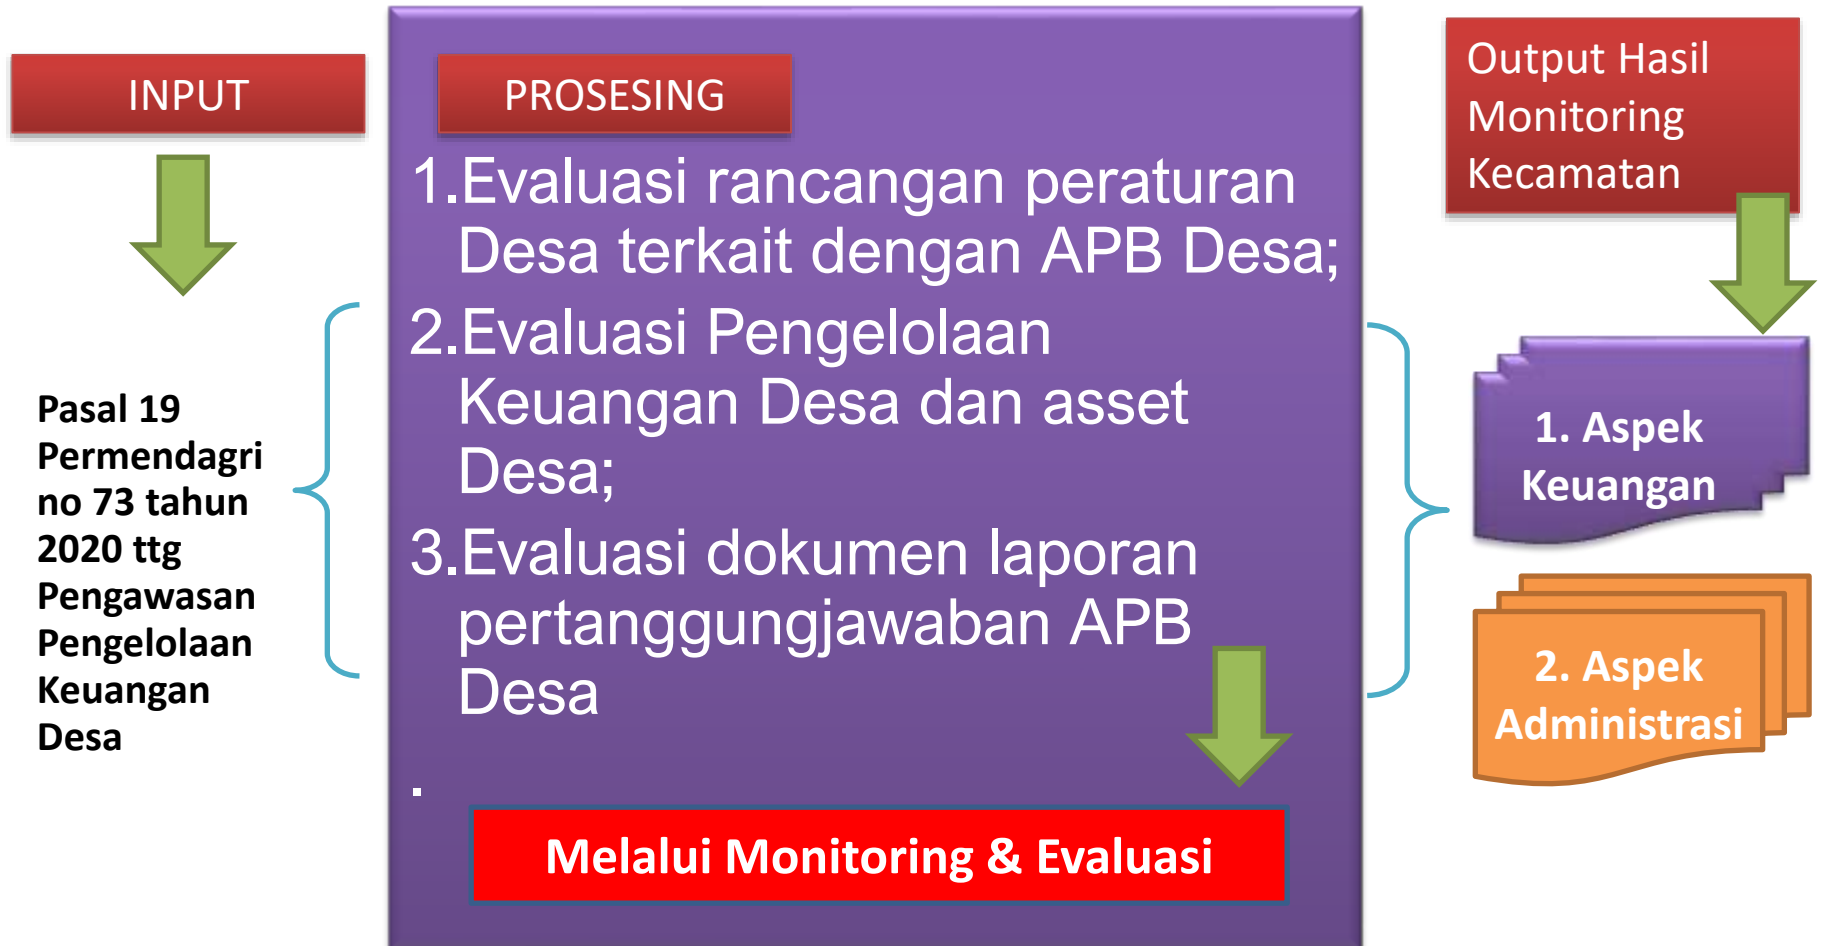 INPUT
Pasal 19
Permendagri
no 73 tahun
2020 ttg
Pengawasan
Pengelolaan
Keuangan
Desa
PROSESING
1.Evaluasi rancangan peraturan
Desa terkait dengan APB Desa;
2.Evaluasi Pengelolaan
Keuangan Desa dan asset
Desa;
3.Evaluasi dokumen laporan
pertanggungjawaban APB
Desa
.
Melalui Monitoring & Evaluasi
Output Hasil
Monitoring
Kecamatan
1. Aspek
Keuangan
2. Aspek
Administrasi